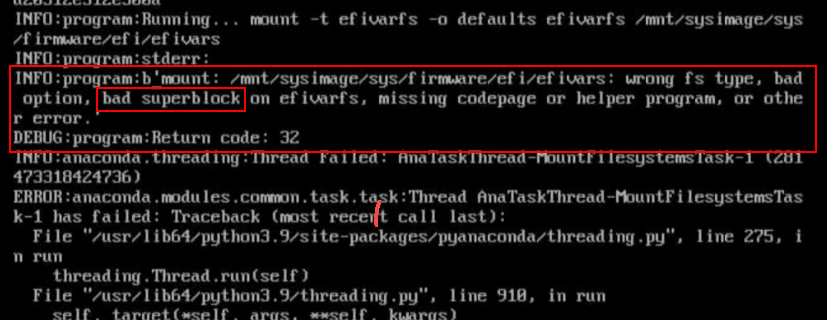 INFO:program:Running... mount -t efivarfs -o defaults efivarfs /mnt/sysimage/sys
/firmware/efi/efivars
INFO:program:stderr:
INFO:program:b'mount: /mnt/sysimage/sys/firmware/efi/efivars: wrong fs type, bad
 option, bad superblock on efivarfs, missing codepage or helper program, or othe
r error.'
DEBUG:program:Return code: 32
INFO:anaconda.threading:Thread Failed: AnaTaskThread-MountFilesystemsTask-1 (281
473318424736)
ERROR:anaconda.modules.common.task.task:Thread AnaTaskThread-MountFilesystemsTas
k-1 has failed: Traceback (most recent call last):
  File "/usr/lib64/python3.9/site-packages/pyanaconda/threading.py", line 275, i
n run
    threading.Thread.run(self)
  File "/usr/lib64/python3.9/threading.py", line 910, in run
    self._target(*self._args, **self._kwargs)